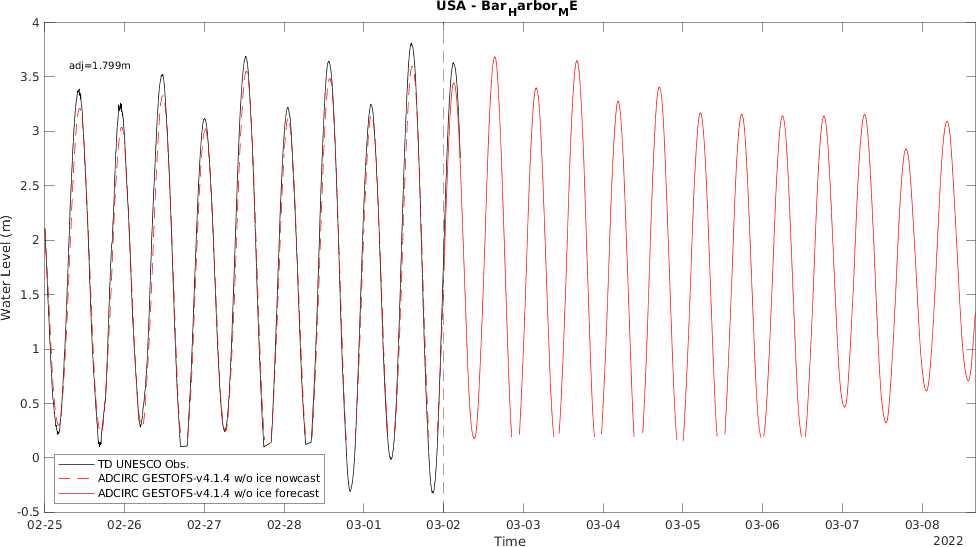 USA - Bar_Harbor_ME
adj=1.799m
4
3.5
3
2.5
2
1.5
1
0.5
0
-0.5
Water Level (m)
TD UNESCO Obs.
ADCIRC GESTOFS-v4.1.4 w/o ice nowcast
ADCIRC GESTOFS-v4.1.4 w/o ice forecast
02-25 02-26 02-27 02-28 03-01 03-02 03-03 03-04 03-05 03-06 03-07 03-08
Time
2022